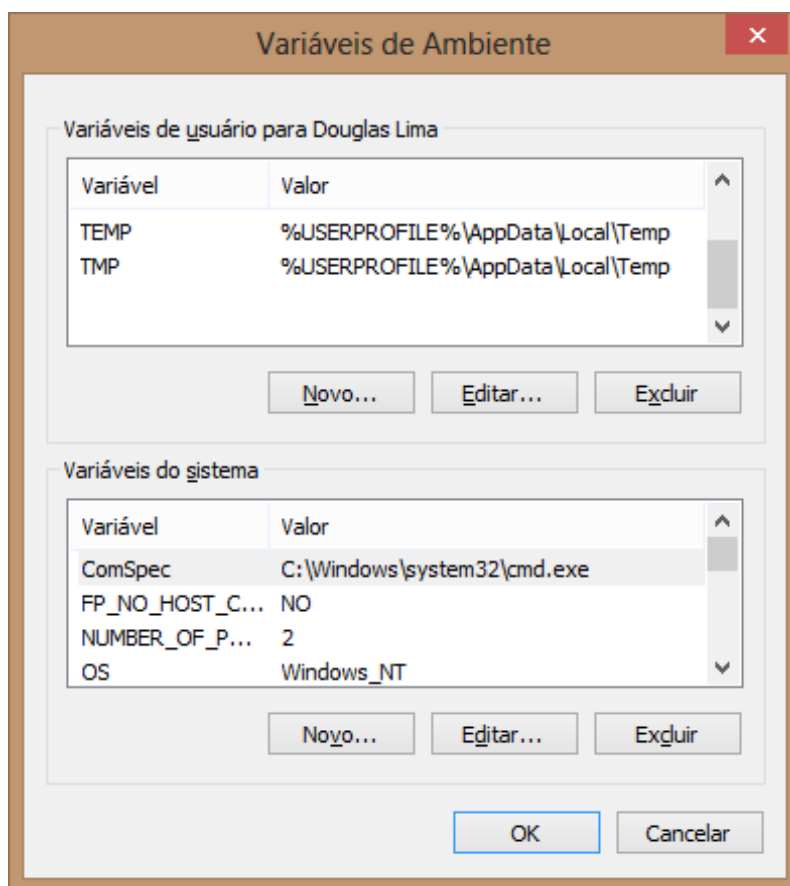 Variáveis de Ambiente
Variáveis de usuário para Douglas Lima
Variável Valor
TEMP %USERPROFILE%\AppData\Local\Temp
TMP %USERPROFILE%\AppData\Local\Temp
Novo... Editar... Excluir
Variáveis do sistema
Variável Valor
ComSpec C:\Windows\system32\cmd.exe
FP_NO_HOST_C... NO
NUMBER_OF_P... 2
OS Windows_NT
Novo... Editar... Excluir
OK Cancelar